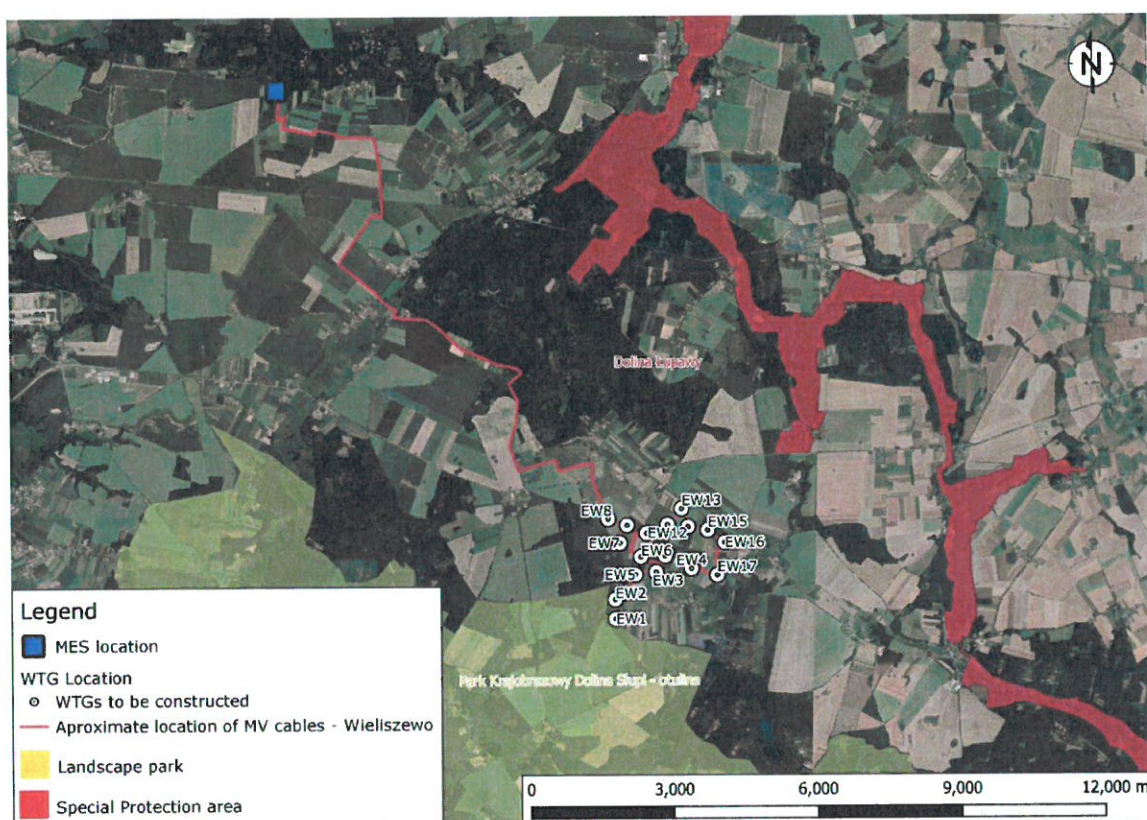 N
Dolina Łupawy
EW13
EW8
EW15
EW12
EW7
EW16
EW6
EW4
EW5
EW3
EW17
EW2
EW1
Park Krajobrazowy Dolina Słupi - otulina
Legend
MES location
WTG Location
WTGs to be constructed
Aproximate location of MV cables - Wieliszewo
Landscape park
Special Protection area
0 3,000 6,000 9,000 12,000 m